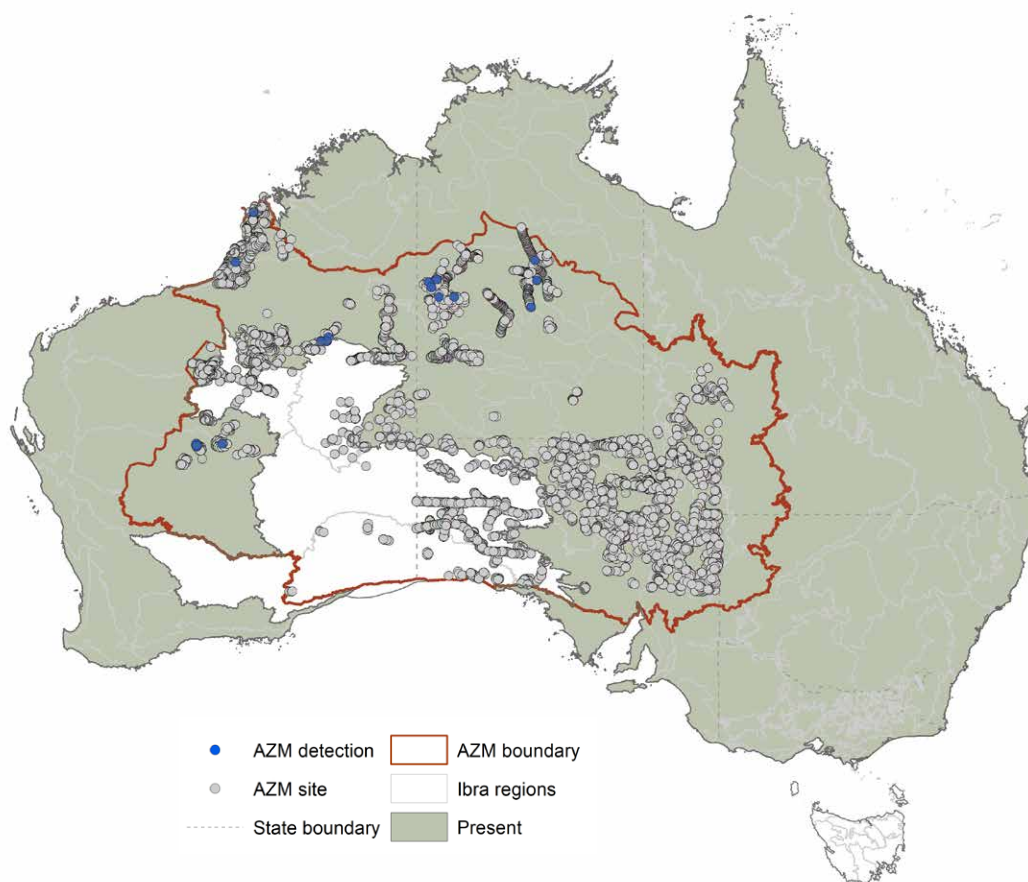 AZM detection
AZM boundary
AZM site
Ibra regions
State boundary
Present